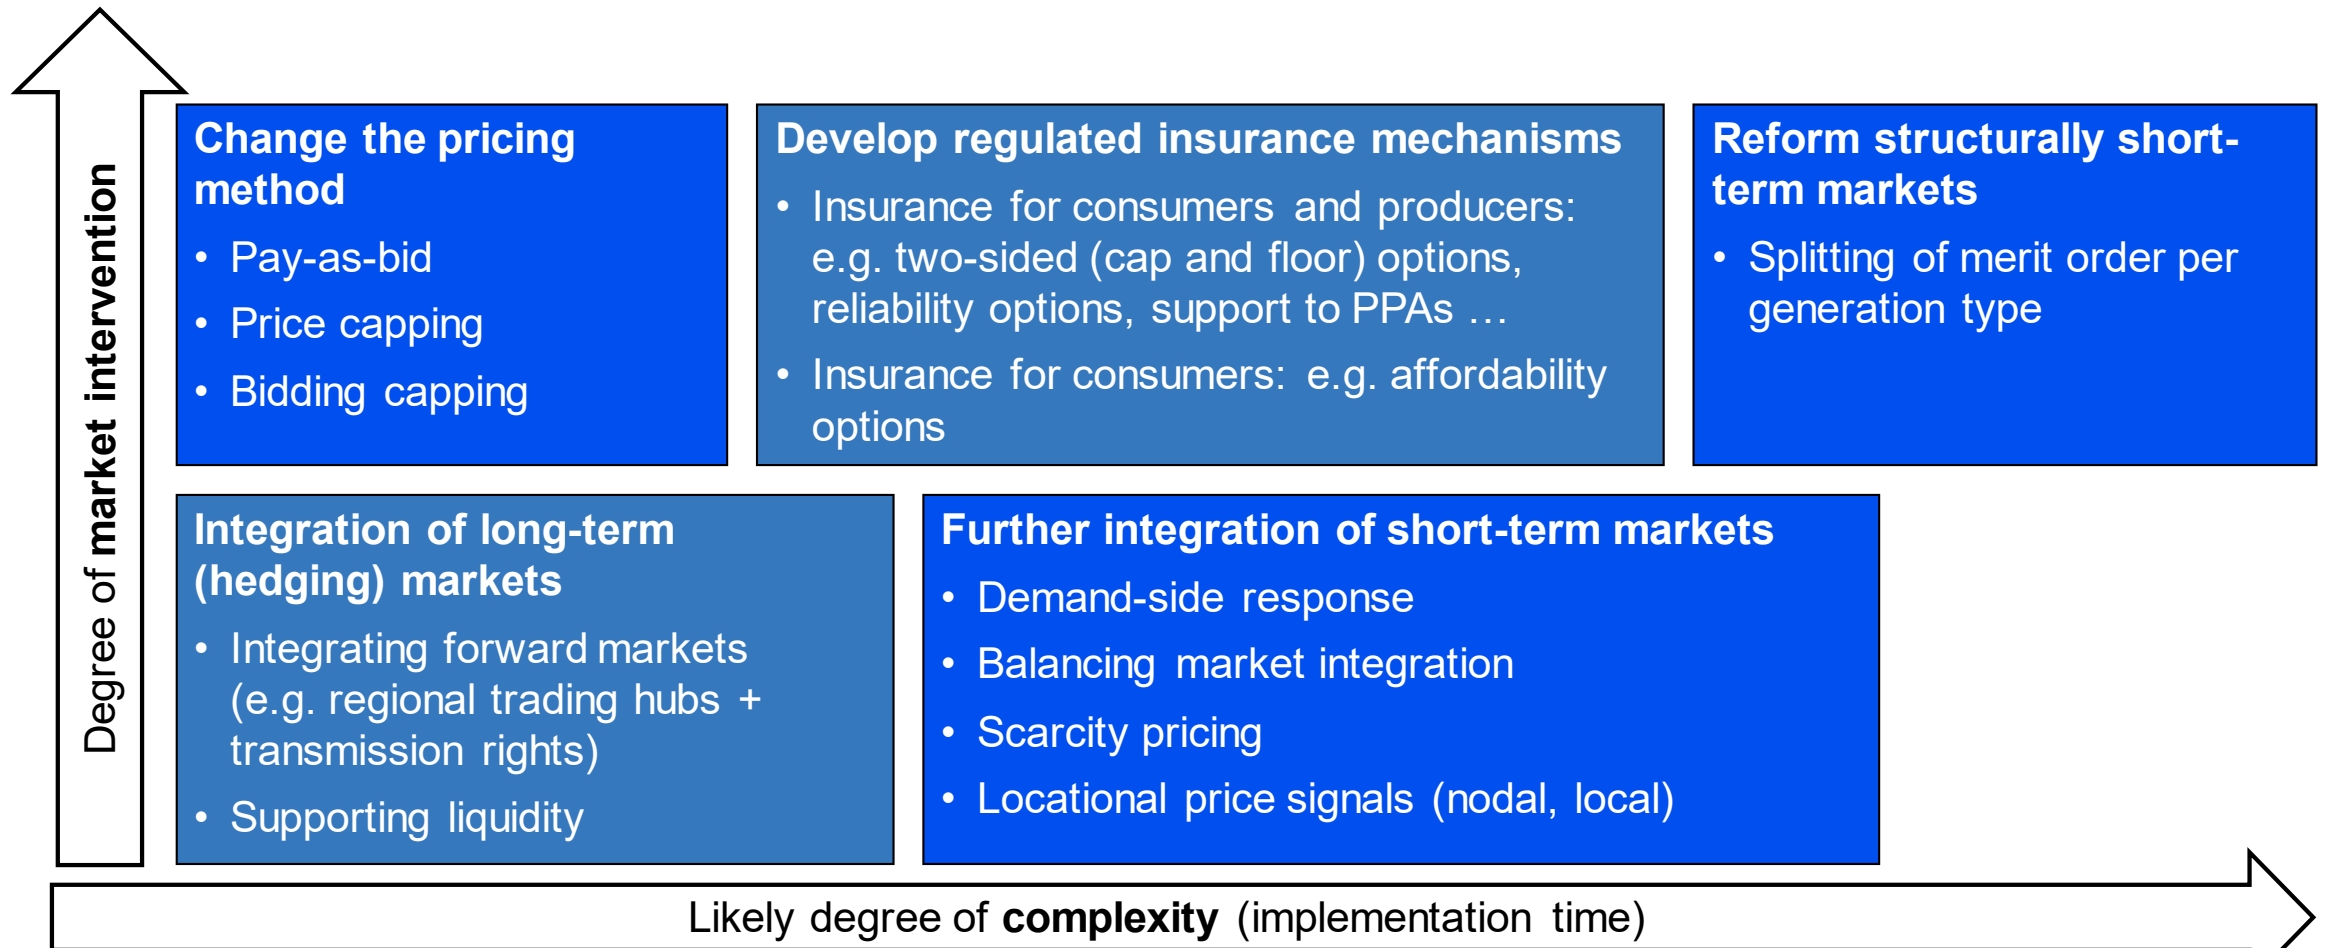 Degree of market intervention
Change the pricing
method
• Pay-as-bid
• Price capping
• Bidding capping
Develop regulated insurance mechanisms
• Insurance for consumers and producers:
e.g. two-sided (cap and floor) options,
reliability options, support to PPAs …
• Insurance for consumers: e.g. affordability
options
Reform structurally short-
term markets
• Splitting of merit order per
generation type
Integration of long-term
(hedging) markets
• Integrating forward markets
(e.g. regional trading hubs +
transmission rights)
• Supporting liquidity
Further integration of short-term markets
• Demand-side response
• Balancing market integration
• Scarcity pricing
• Locational price signals (nodal, local)
Likely degree of complexity (implementation time)